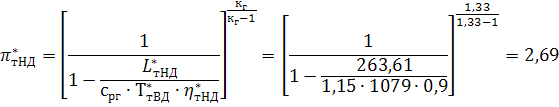 π*тНД = [1 / (1 − L*тНД / (cрг · T*тВД · η*тНД))]^(кг / (кг−1)) = [1 / (1 − 263,61 / (1,15 · 1079 · 0,9))]^(1,33 / (1,33−1)) = 2,69